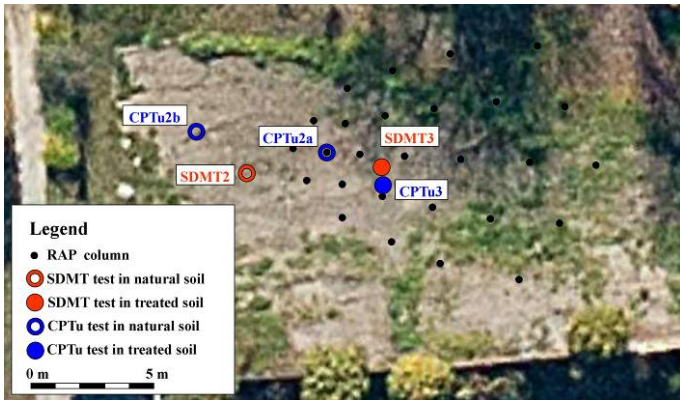 CPTu2b
CPTu2a
SDMT3
SDMT2
CPTu3
Legend
RAP column
SDMT test in natural soil
SDMT test in treated soil
CPTu test in natural soil
CPTu test in treated soil
0 m 5 m